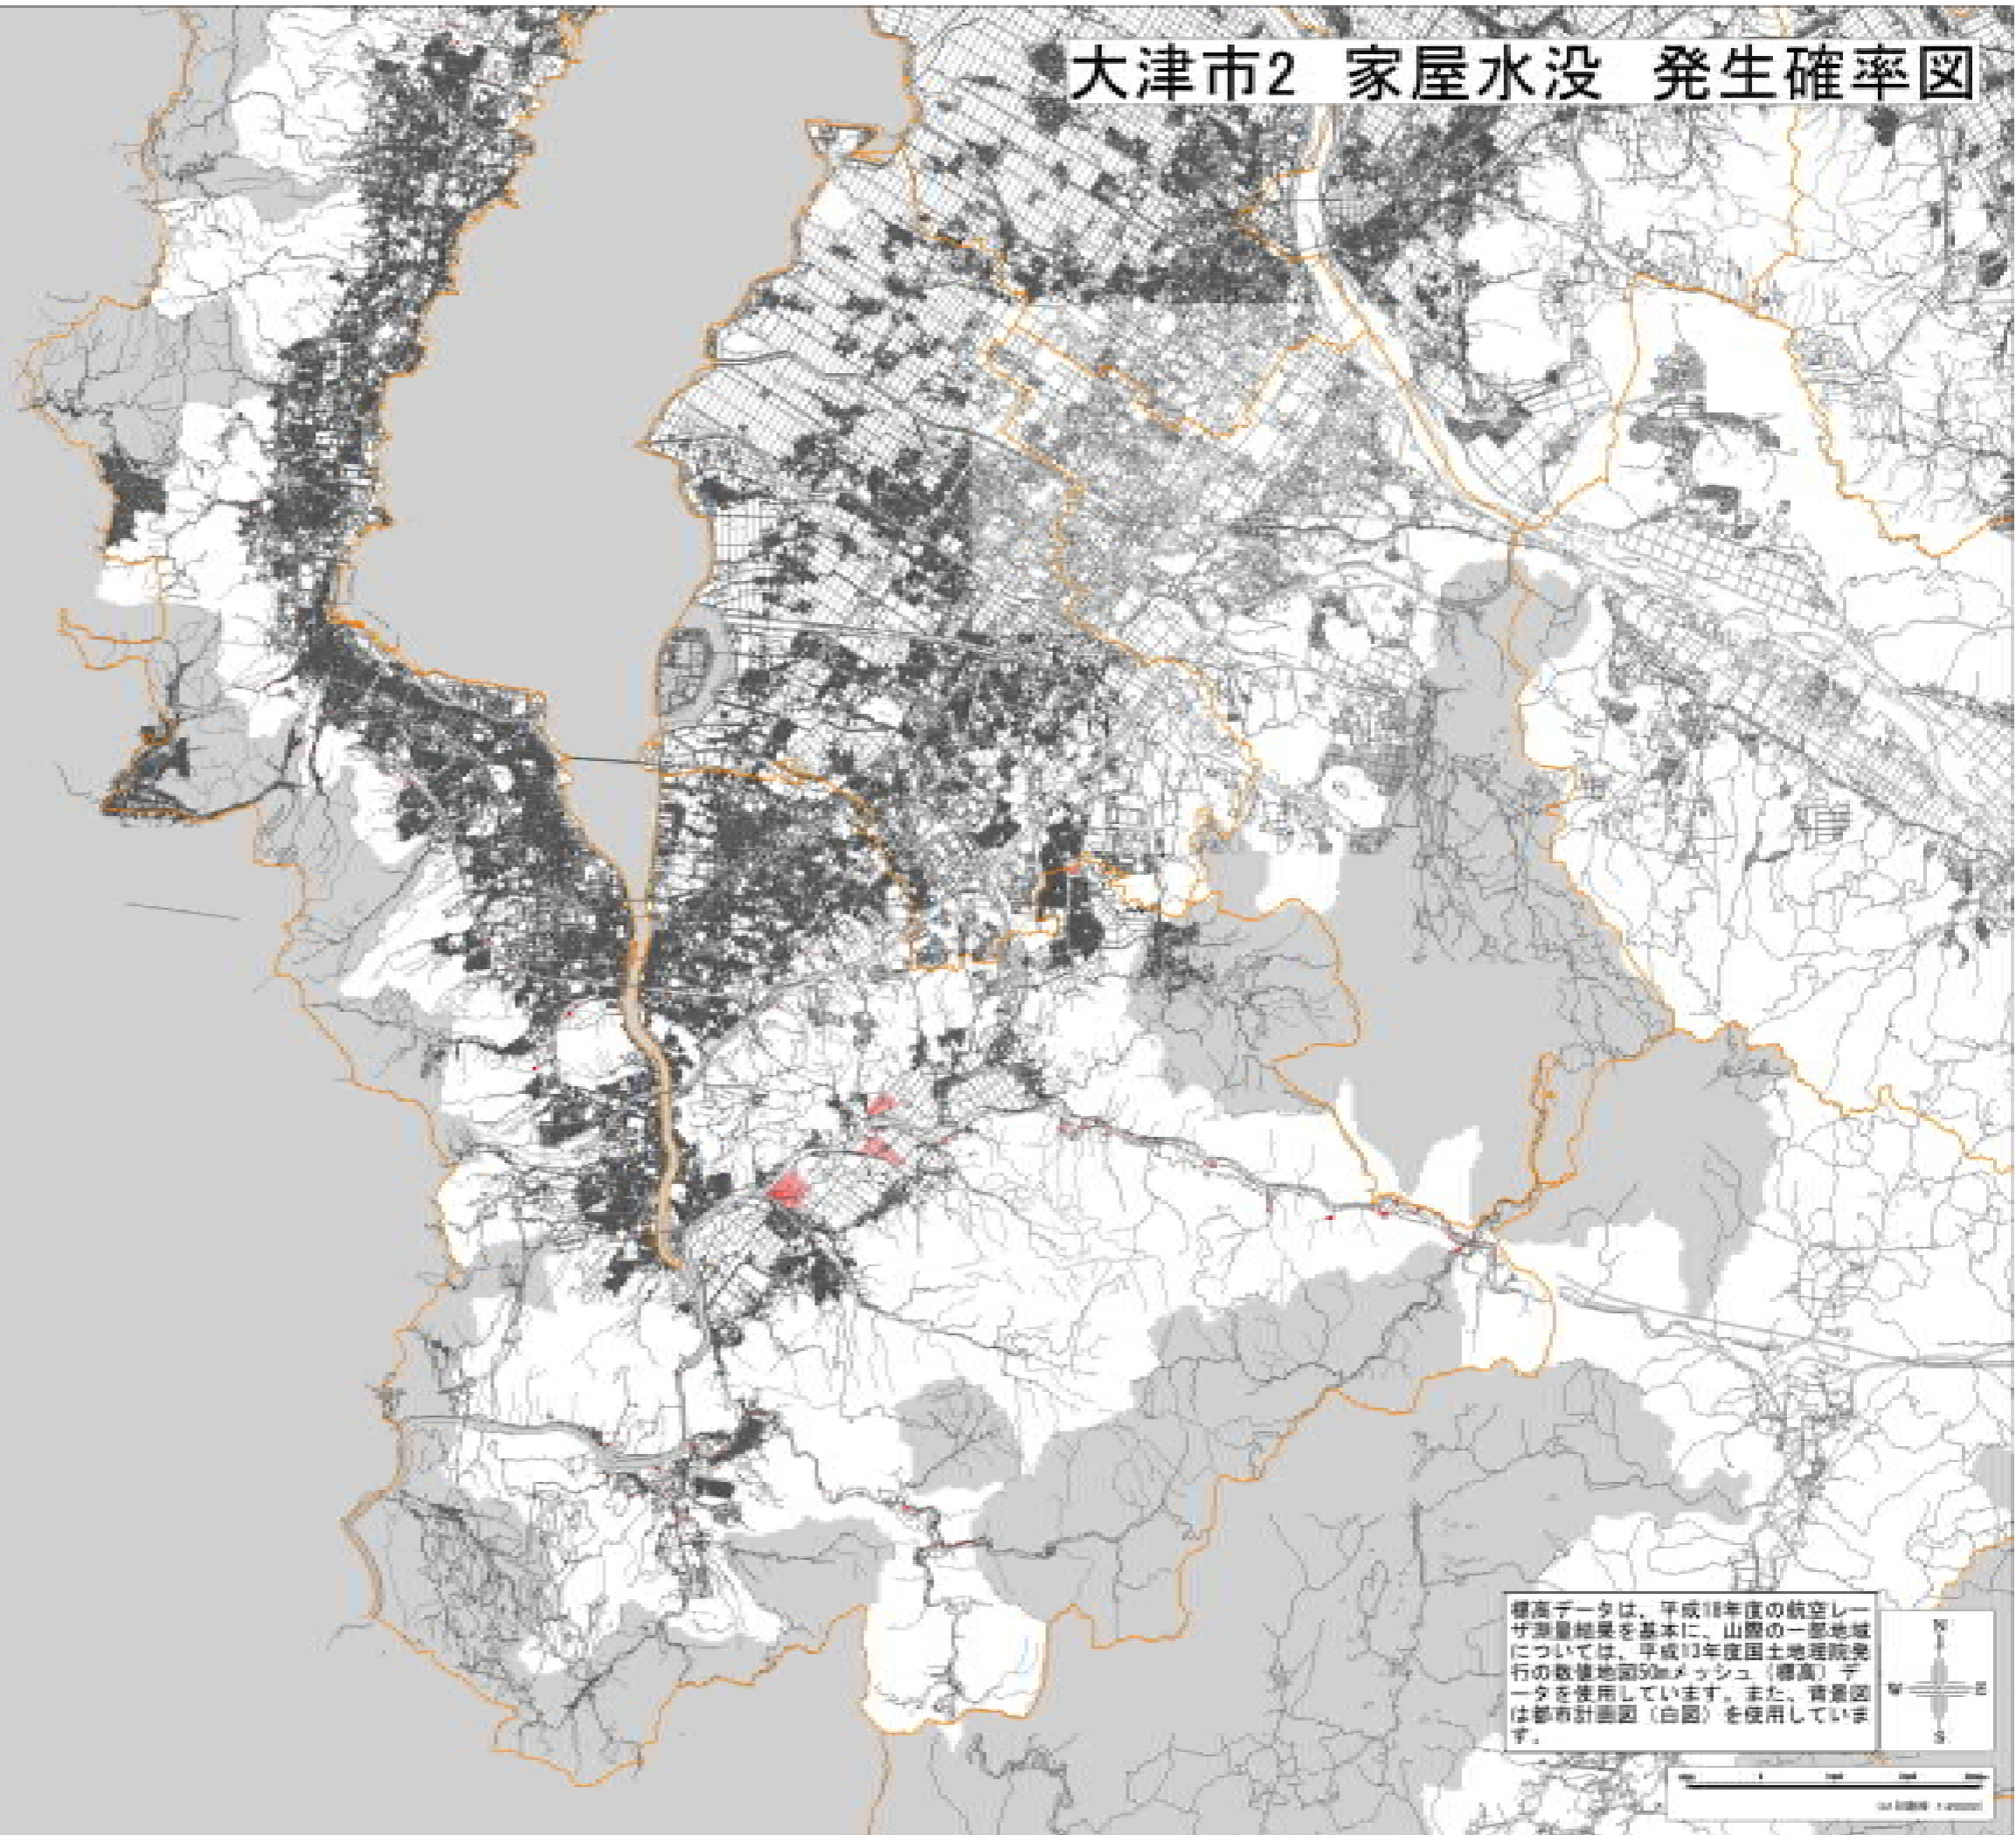 大津市2 家屋水没 発生確率図
標高データは、平成18年度の航空レー
ザ測量結果を基本に、山際の一部地域
については、平成13年度国土地理院発
行の数値地図50mメッシュ（標高）デ
ータを使用しています。また、背景図
は都市計画図（白図）を使用していま
す。
N
W
E
S